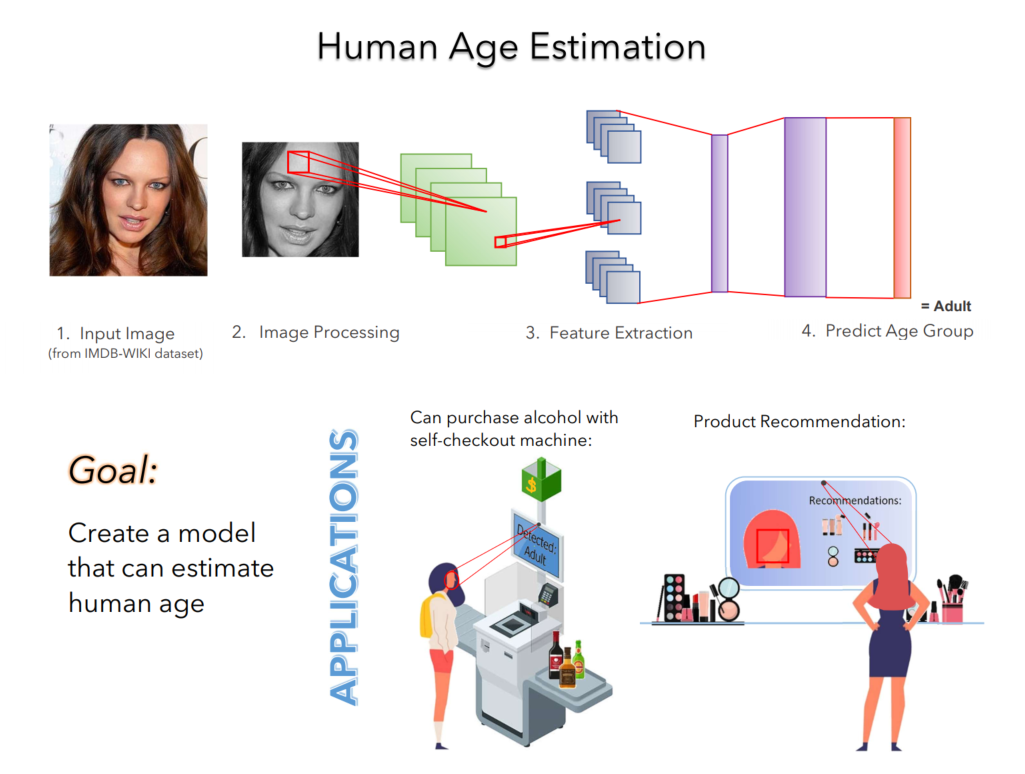 Human Age Estimation
= Adult
1. Input Image
(from IMDB-WIKI dataset)
2. Image Processing
3. Feature Extraction
4. Predict Age Group
Goal:
Create a model
that can estimate
human age
APPLICATIONS
Can purchase alcohol with
self-checkout machine:
$
Detected:
Adult
Product Recommendation:
Recommendations: